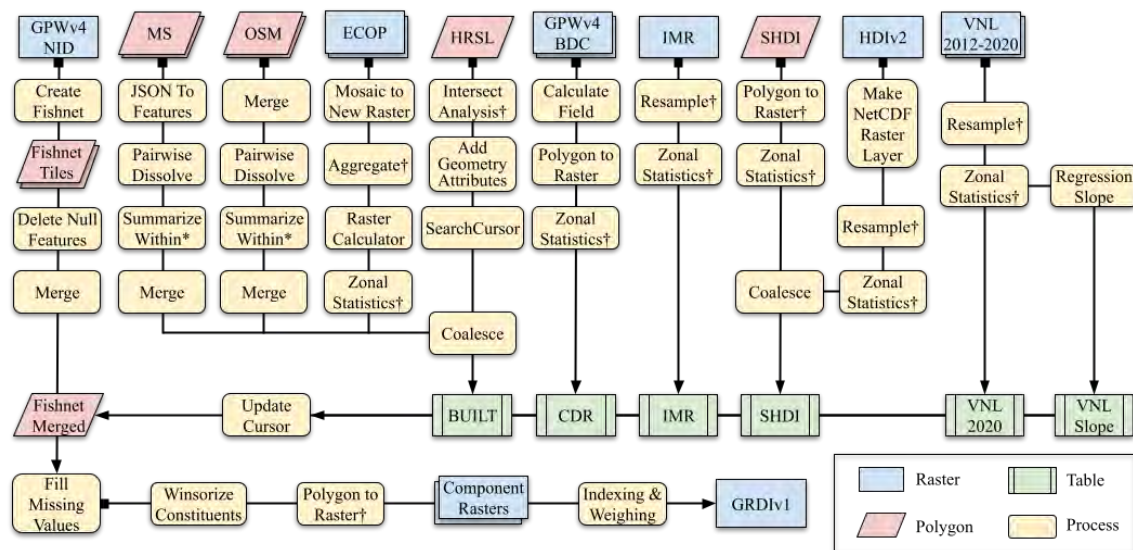 GPWv4
NID
MS
OSM
ECOP
HRSL
GPWv4
BDC
IMR
SHDI
HDIv2
VNL
2012-2020
Create
Fishnet
JSON To
Features
Merge
Mosaic to
New Raster
Intersect
Analysis†
Calculate
Field
Resample†
Polygon to
Raster†
Make
NetCDF
Raster
Layer
Resample†
Fishnet
Tiles
Pairwise
Dissolve
Pairwise
Dissolve
Aggregate†
Add
Geometry
Attributes
Polygon to
Raster
Zonal
Statistics†
Zonal
Statistics†
Zonal
Statistics†
Regression
Slope
Delete Null
Features
Summarize
Within*
Summarize
Within*
Raster
Calculator
SearchCursor
Zonal
Statistics†
Resample†
Merge
Merge
Merge
Zonal
Statistics†
Coalesce
Coalesce
Zonal
Statistics†
Fishnet
Merged
Update
Cursor
BUILT
CDR
IMR
SHDI
VNL
2020
VNL
Slope
Fill
Missing
Values
Winsorize
Constituents
Polygon to
Raster†
Component
Rasters
Indexing &
Weighing
GRDIv1
Raster
Table
Polygon
Process